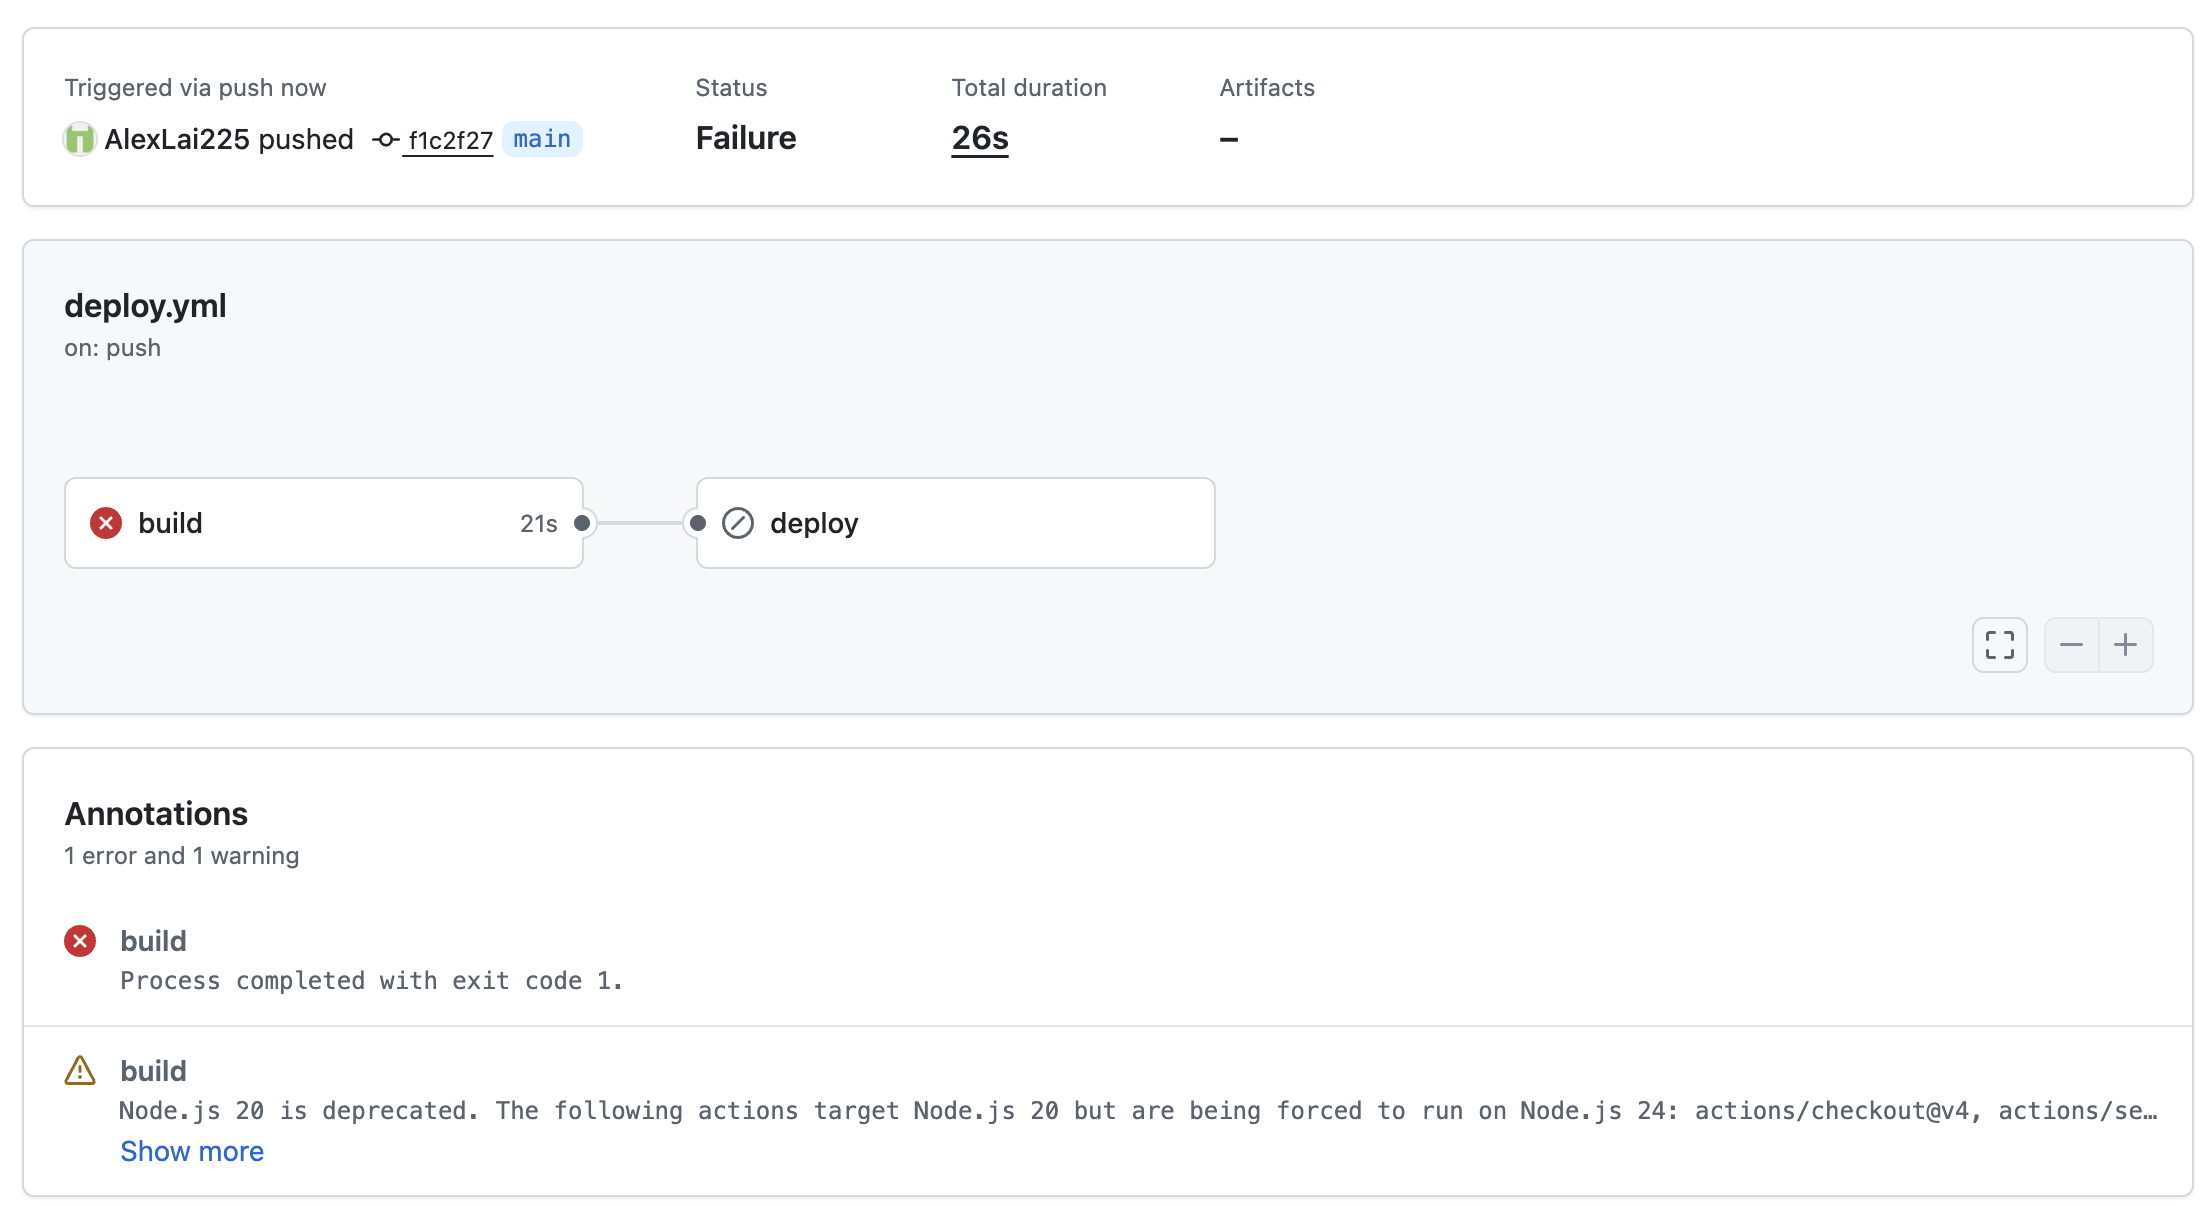 Triggered via push now
AlexLai225 pushed f1c2f27 main
Status
Failure
Total duration
26s
Artifacts
–
deploy.yml
on: push
build 21s
deploy
Annotations
1 error and 1 warning
build
Process completed with exit code 1.
build
Node.js 20 is deprecated. The following actions target Node.js 20 but are being forced to run on Node.js 24: actions/checkout@v4, actions/se…
Show more